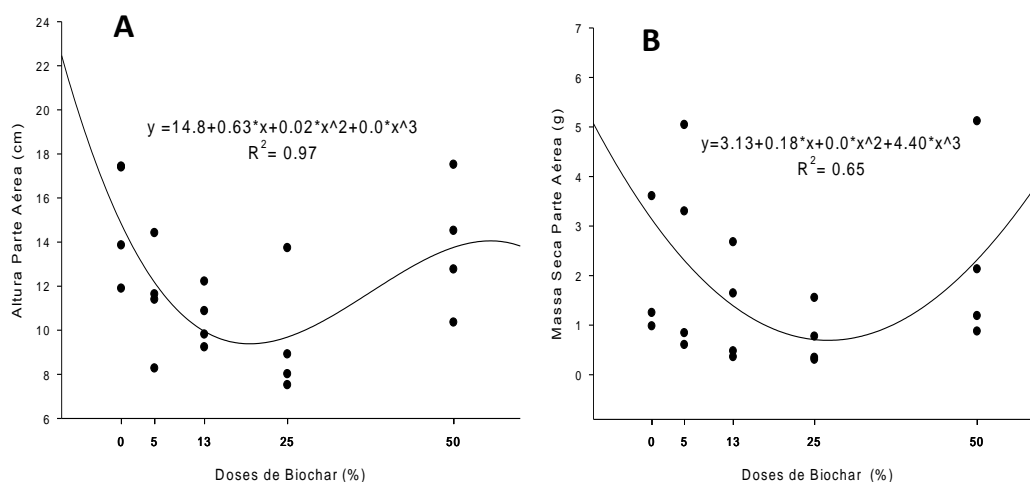 A
24
22
20
18
16
14
12
10
8
6
Altura Parte Aérea (cm)
y =14.8+0.63*x+0.02*x^2+0.0*x^3
R2= 0.97
0 5 13 25 50
Doses de Biochar (%)
B
7
6
5
4
3
2
1
0
Massa Seca Parte Aérea (g)
y=3.13+0.18*x+0.0*x^2+4.40*x^3
R2= 0.65
0 5 13 25 50
Doses de Biochar (%)